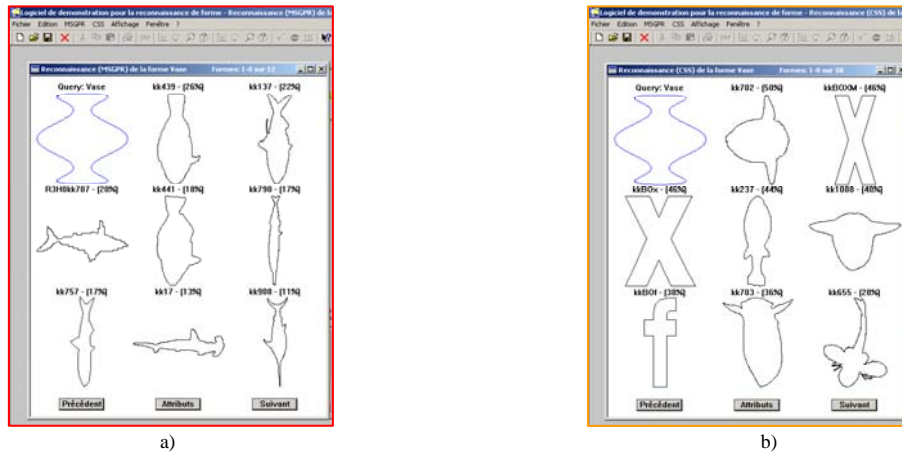 Logiciel de demonstration pour la reconnaissance de forme - Reconnaissance (MSGPR) de la
Fichier Edition MSGPR CSS Affichage Fenêtre ?
Reconnaissance (MSGPR) de la forme Vase Formes: 1-8 sur 12
Query: Vase kk439 - (26%) kk137 - (22%)
R3H8kk707 - (20%) kk441 - (18%) kk790 - (17%)
kk757 - (17%) kk17 - (13%) kk908 - (11%)
Précédent Attributs Suivant
a)
Logiciel de demonstration pour la reconnaissance de forme - Reconnaissance (CSS) de la
Fichier Edition MSGPR CSS Affichage Fenêtre ?
Reconnaissance (CSS) de la forme Vase Formes: 1-8 sur
Query: Vase kk702 - (50%) kkBOXM - (46%)
kkBOx - (46%) kk237 - (44%) kk1088 - (40%)
kkBOf - (38%) kk783 - (36%) kk655 - (28%)
Précédent Attributs Suivant
b)